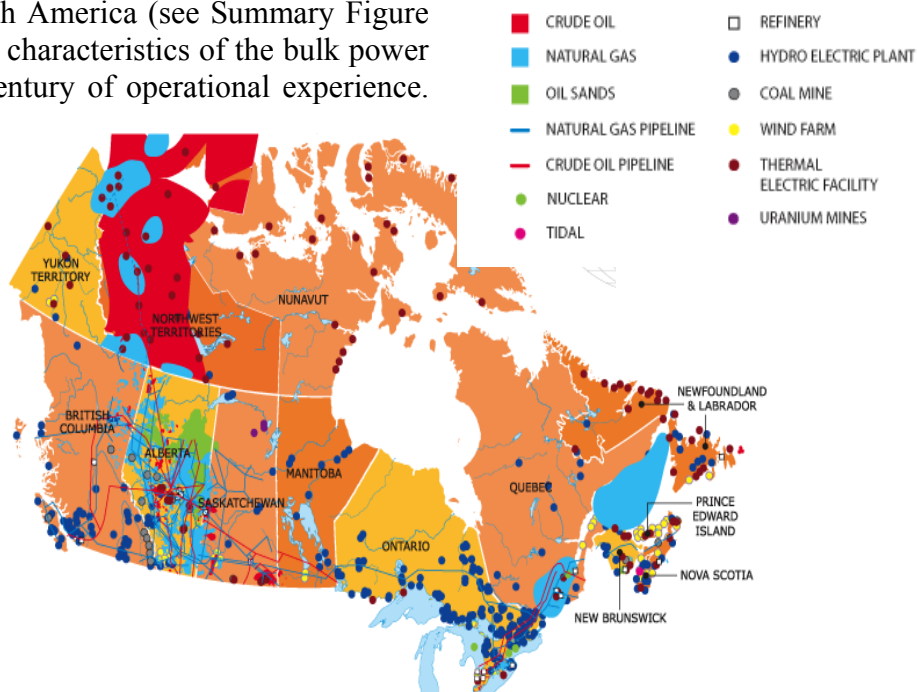 th America (see Summary Figure
characteristics of the bulk power
entury of operational experience.
CRUDE OIL
NATURAL GAS
OIL SANDS
NATURAL GAS PIPELINE
CRUDE OIL PIPELINE
NUCLEAR
TIDAL
REFINERY
HYDRO ELECTRIC PLANT
COAL MINE
WIND FARM
THERMAL
ELECTRIC FACILITY
URANIUM MINES
YUKON
TERRITORY
NORTHWEST
TERRITORIES
NUNAVUT
BRITISH
COLUMBIA
ALBERTA
SASKATCHEWAN
MANITOBA
ONTARIO
QUEBEC
NEWFOUNDLAND
& LABRADOR
PRINCE
EDWARD
ISLAND
NOVA SCOTIA
NEW BRUNSWICK